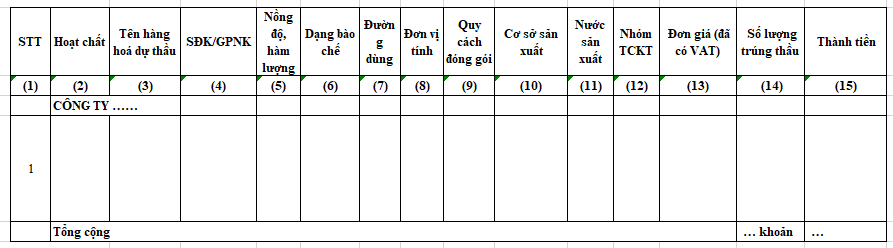 STT Hoạt chất Tên hàng hoá dự thầu SĐK/GPNK Nồng độ, hàm lượng Dạng bào chế Đường dùng Đơn vị tính Quy cách đóng gói Cơ sở sản xuất Nước sản xuất Nhóm TCKT Đơn giá (đã có VAT) Số lượng trúng thầu Thành tiền
(1) (2) (3) (4) (5) (6) (7) (8) (9) (10) (11) (12) (13) (14) (15)
CÔNG TY ……
1
Tổng cộng … khoản …